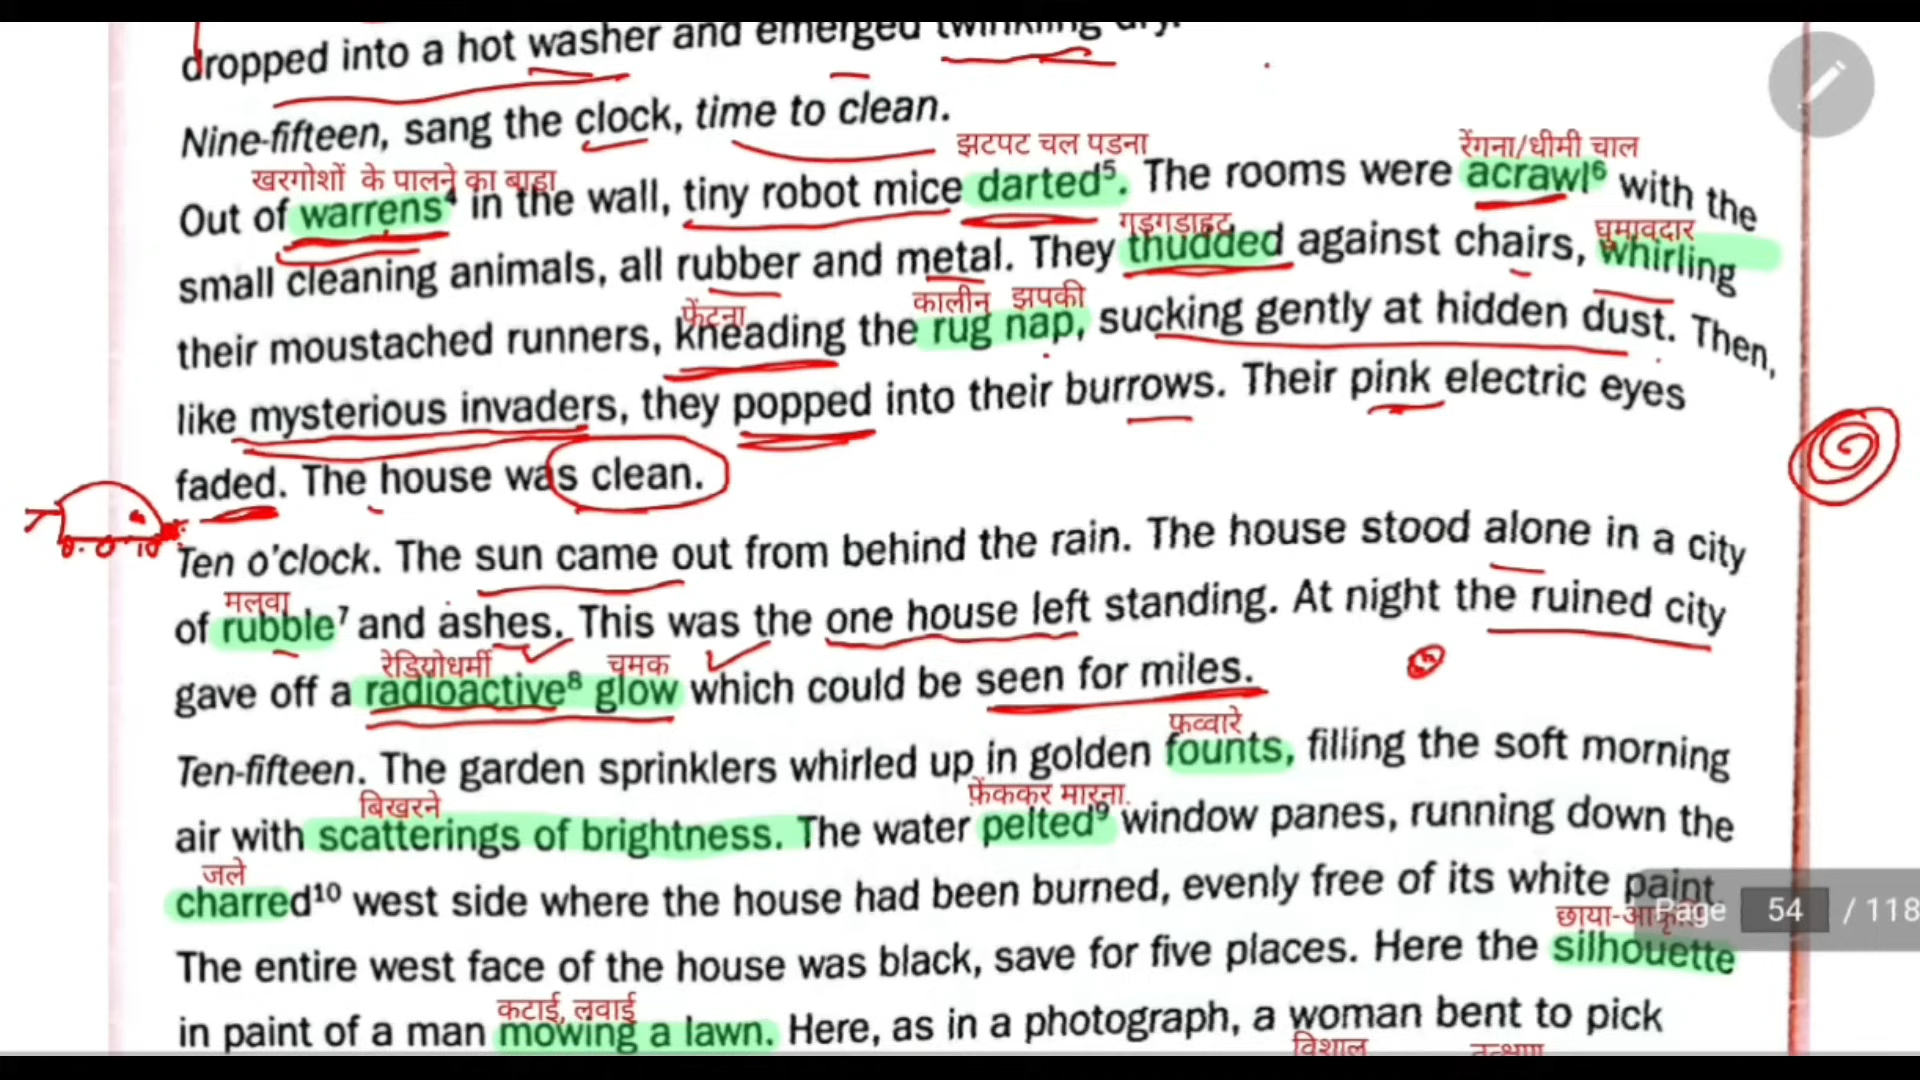 dropped into a hot washer and emerged twinkling dry.
Nine-fifteen, sang the clock, time to clean.
झटपट चल पडना रेंगना/धीमी चाल
खरगोशों के पालने का बाड़ा
Out of warrens⁴ in the wall, tiny robot mice darted⁵. The rooms were acrawl⁶ with the
गड़गडाहट घुमावदार
small cleaning animals, all rubber and metal. They thudded against chairs, whirling
फेंटना कालीन झपकी
their moustached runners, kneading the rug nap, sucking gently at hidden dust. Then,
like mysterious invaders, they popped into their burrows. Their pink electric eyes
faded. The house was clean.
Ten o'clock. The sun came out from behind the rain. The house stood alone in a city
मलवा
of rubble⁷ and ashes. This was the one house left standing. At night the ruined city
रेडियोधर्मी चमक
gave off a radioactive⁸ glow which could be seen for miles.
फव्वारे
Ten-fifteen. The garden sprinklers whirled up in golden founts, filling the soft morning
बिखरने फ़ेंककर मारना.
air with scatterings of brightness. The water pelted⁹ window panes, running down the
जले
charred¹⁰ west side where the house had been burned, evenly free of its white paint
Page 54 / 118
The entire west face of the house was black, save for five places. Here the silhouette
कटाई, लवाई
in paint of a man mowing a lawn. Here, as in a photograph, a woman bent to pick
विशाल